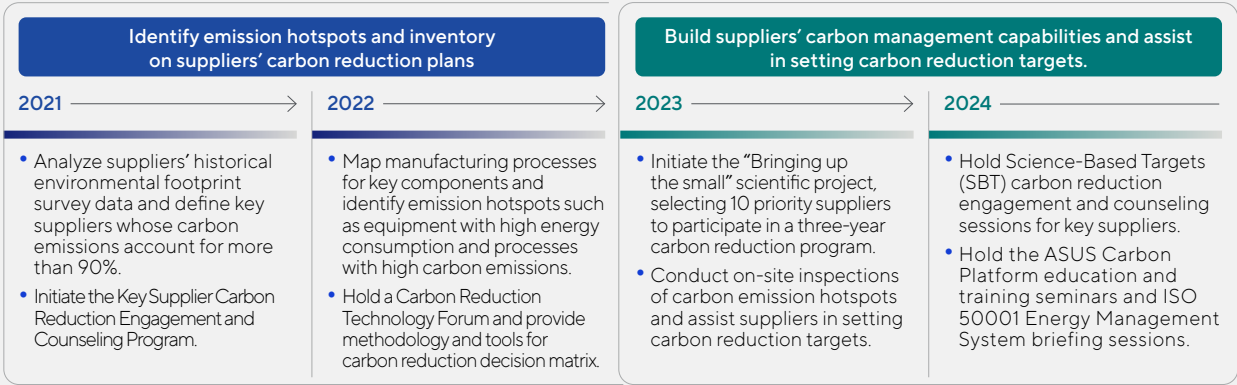 Identify emission hotspots and inventory
on suppliers' carbon reduction plans
2021
• Analyze suppliers' historical
environmental footprint
survey data and define key
suppliers whose carbon
emissions account for more
than 90%.
• Initiate the Key Supplier Carbon
Reduction Engagement and
Counseling Program.
2022
• Map manufacturing processes
for key components and
identify emission hotspots such
as equipment with high energy
consumption and processes
with high carbon emissions.
• Hold a Carbon Reduction
Technology Forum and provide
methodology and tools for
carbon reduction decision matrix.
Build suppliers' carbon management capabilities and assist
in setting carbon reduction targets.
2023
• Initiate the "Bringing up
the small" scientific project,
selecting 10 priority suppliers
to participate in a three-year
carbon reduction program.
• Conduct on-site inspections
of carbon emission hotspots
and assist suppliers in setting
carbon reduction targets.
2024
• Hold Science-Based Targets
(SBT) carbon reduction
engagement and counseling
sessions for key suppliers.
• Hold the ASUS Carbon
Platform education and
training seminars and ISO
50001 Energy Management
System briefing sessions.